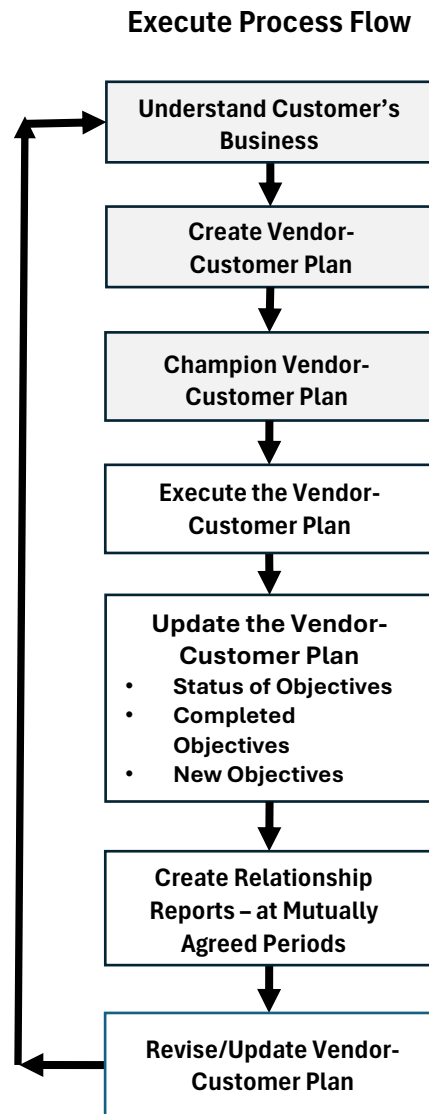 Execute Process Flow
Understand Customer’s
Business
Create Vendor-
Customer Plan
Champion Vendor-
Customer Plan
Execute the Vendor-
Customer Plan
Update the Vendor-
Customer Plan
• Status of Objectives
• Completed
Objectives
• New Objectives
Create Relationship
Reports – at Mutually
Agreed Periods
Revise/Update Vendor-
Customer Plan